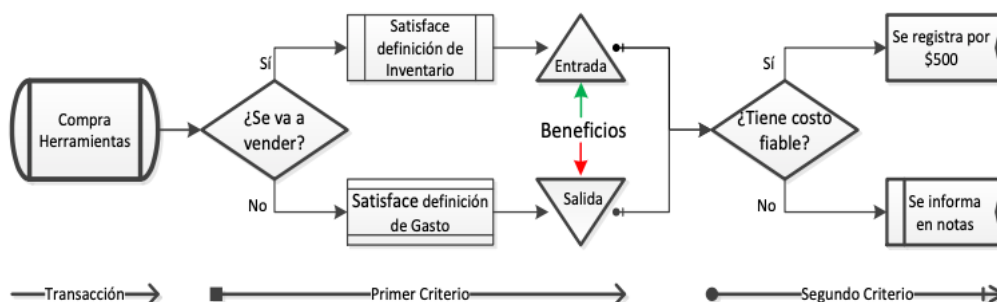 Compra
Herramientas
¿Se va a
vender?
Sí
No
Satisface
definición de
Inventario
Satisface definición
de Gasto
Entrada
Beneficios
Salida
¿Tiene costo
fiable?
Sí
No
Se registra por
$500
Se informa
en notas
Transacción
Primer Criterio
Segundo Criterio